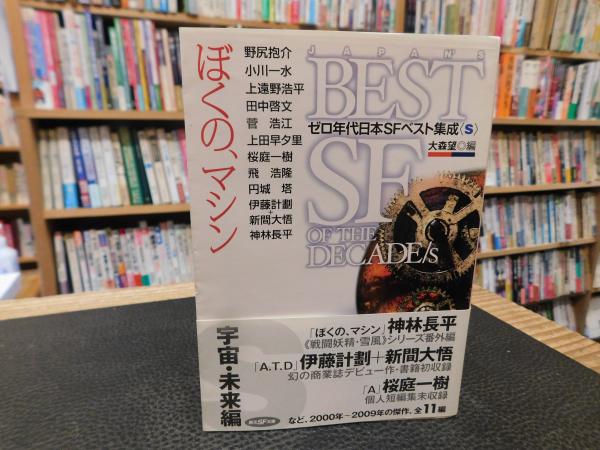 ぼくの、マシン
野尻抱介
小川一水
上遠野浩平
田中啓文
菅 浩江
上田早夕里
桜庭一樹
飛 浩隆
円城 塔
伊藤計劃
+
新間大悟
神林長平
JAPAN'S
BEST
ゼロ年代日本SFベスト集成〈S〉
大森望◎編
SF
OF THE
DECADE/s
宇宙・未来編
S
創元SF文庫
「ぼくの、マシン」神林長平
《戦闘妖精・雪風》シリーズ番外編
「A.T.D」伊藤計劃+新間大悟
幻の商業誌デビュー作・書籍初収録
「A」桜庭一樹
個人短編集未収録
など、2000年~2009年の傑作、全11編